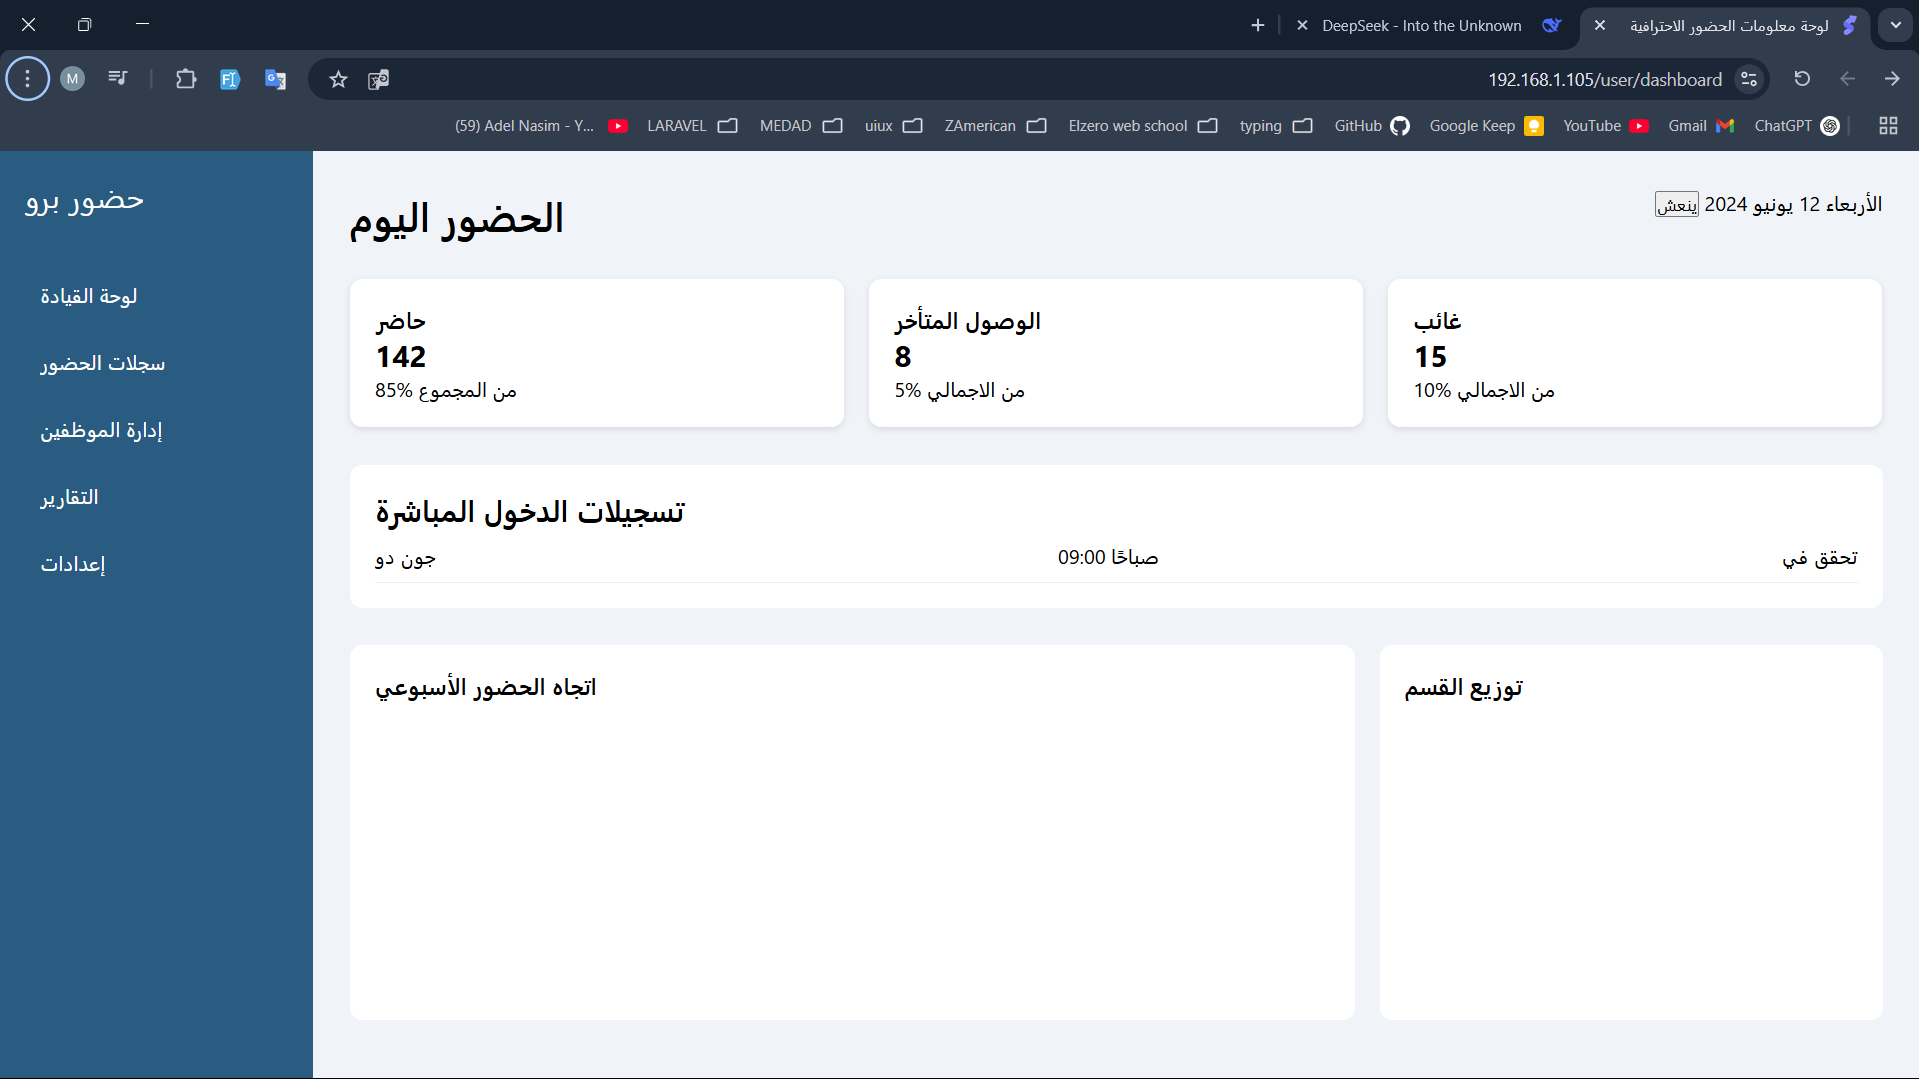 لوحة معلومات الحضور الاحترافية
DeepSeek - Into the Unknown
192.168.1.105/user/dashboard
M
ChatGPT
Gmail
YouTube
Google Keep
GitHub
typing
Elzero web school
ZAmerican
uiux
MEDAD
LARAVEL
(59) Adel Nasim - Y...
حضور برو
لوحة القيادة
سجلات الحضور
إدارة الموظفين
التقارير
إعدادات
الحضور اليوم
الأربعاء 12 يونيو 2024 ينعش
حاضر
142
85% من المجموع
الوصول المتأخر
8
5% من الاجمالي
غائب
15
10% من الاجمالي
تسجيلات الدخول المباشرة
جون دو
09:00 صباحًا
تحقق في
اتجاه الحضور الأسبوعي
توزيع القسم